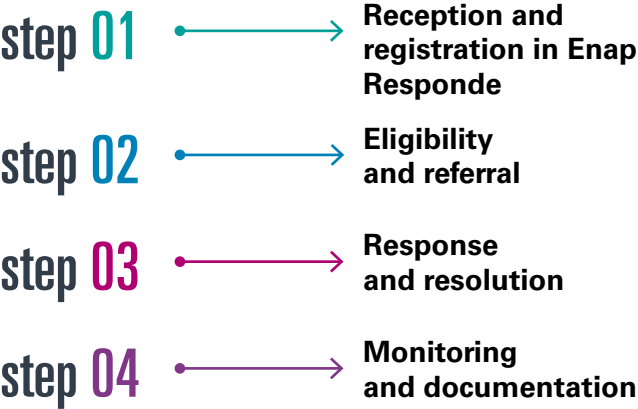 step 01
Reception and
registration in Enap
Responde
step 02
Eligibility
and referral
step 03
Response
and resolution
step 04
Monitoring
and documentation